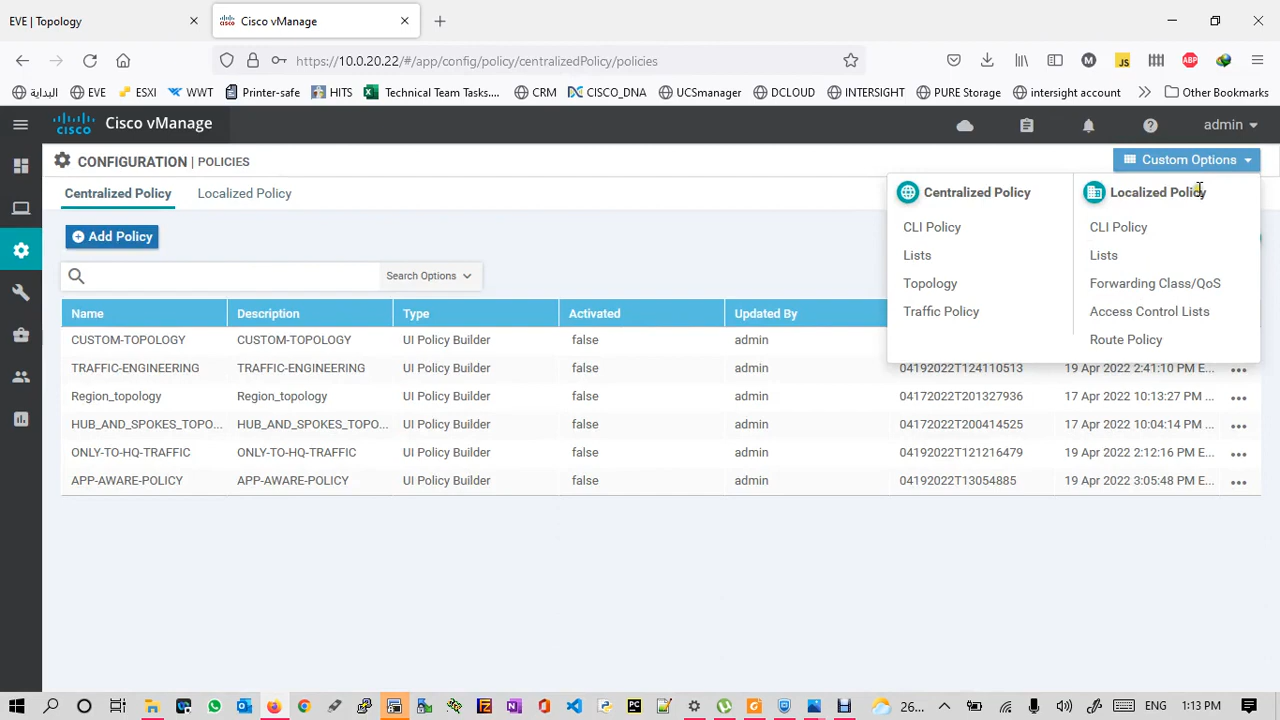 EVE | Topology
Cisco vManage
https://10.0.20.22/#/app/config/policy/centralizedPolicy/policies
البداية EVE ESXI WWT Printer-safe HITS Technical Team Tasks.... CRM CISCO_DNA UCSmanager DCLOUD INTERSIGHT PURE Storage intersight account Other Bookmarks
cisco Cisco vManage admin
CONFIGURATION | POLICIES Custom Options
Centralized Policy Localized Policy
Centralized Policy Localized Policy
CLI Policy CLI Policy
Lists Lists
Topology Forwarding Class/QoS
Traffic Policy Access Control Lists
Route Policy
Add Policy
Search Options
Name Description Type Activated Updated By
CUSTOM-TOPOLOGY CUSTOM-TOPOLOGY UI Policy Builder false admin
TRAFFIC-ENGINEERING TRAFFIC-ENGINEERING UI Policy Builder false admin 04192022T124110513 19 Apr 2022 2:41:10 PM E... ...
Region_topology Region_topology UI Policy Builder false admin 04172022T201327936 17 Apr 2022 10:13:27 PM ... ...
HUB_AND_SPOKES_TOPO... HUB_AND_SPOKES_TOPO... UI Policy Builder false admin 04172022T200414525 17 Apr 2022 10:04:14 PM ... ...
ONLY-TO-HQ-TRAFFIC ONLY-TO-HQ-TRAFFIC UI Policy Builder false admin 04192022T121216479 19 Apr 2022 2:12:16 PM E... ...
APP-AWARE-POLICY APP-AWARE-POLICY UI Policy Builder false admin 04192022T13054885 19 Apr 2022 3:05:48 PM E... ...
26... ENG 1:13 PM